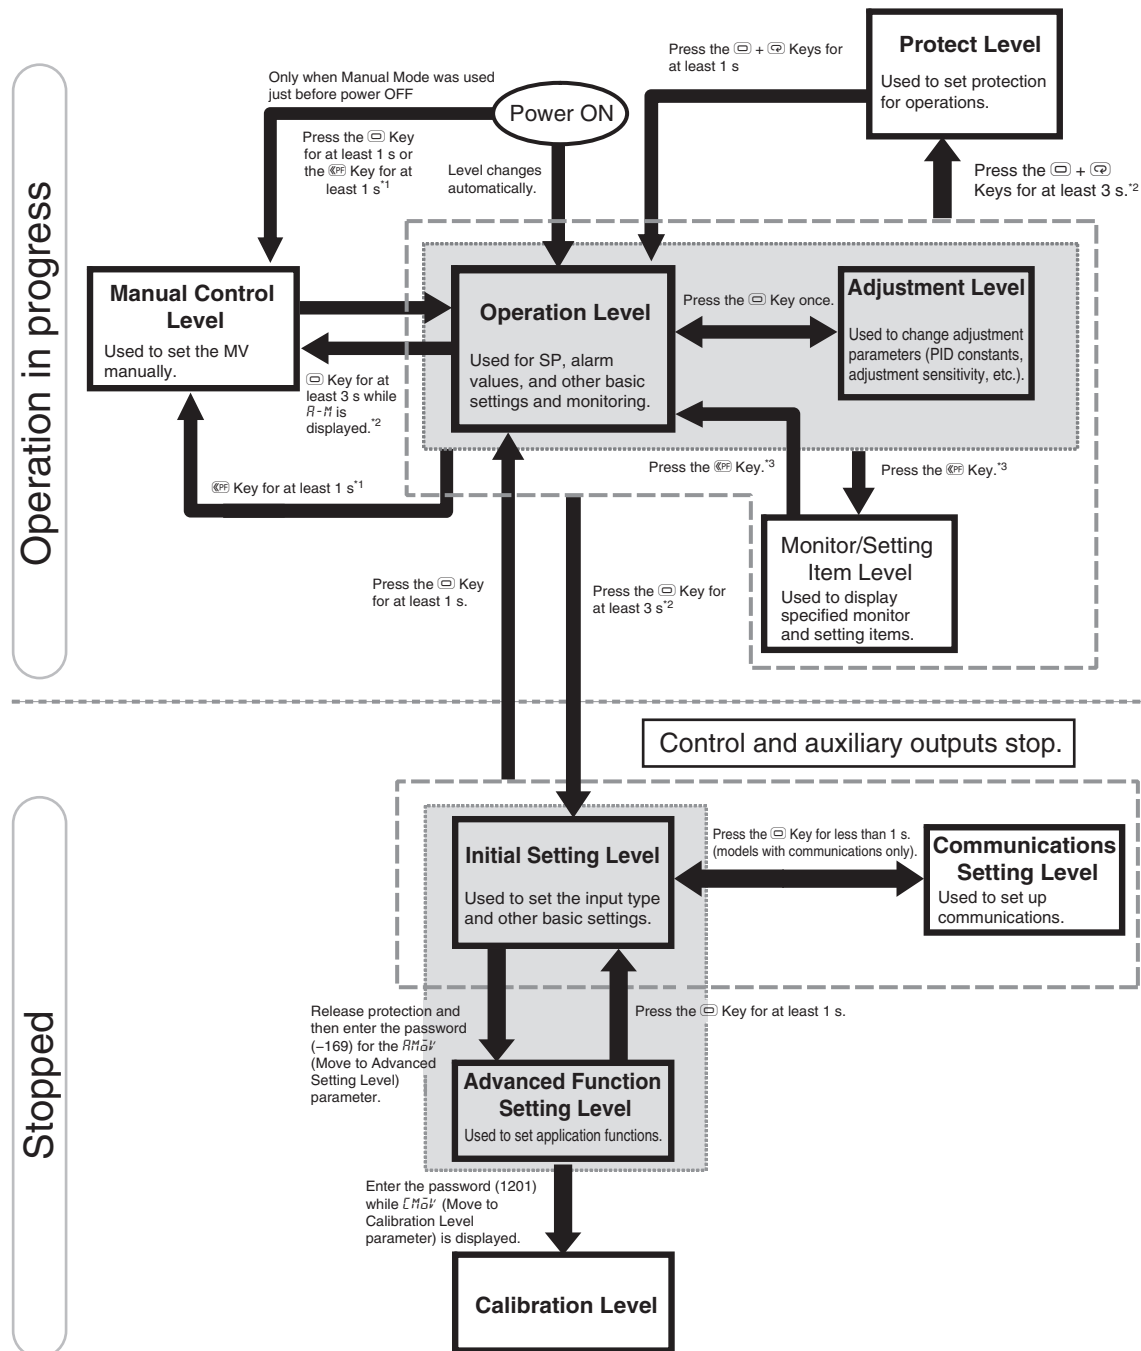 Operation in progress
Press the + Keys for
at least 1 s
Protect Level
Used to set protection
for operations.
Only when Manual Mode was used
just before power OFF
Power ON
Press the Key
for at least 1 s or
the PF Key for at
least 1 s*1
Level changes
automatically.
Press the +
Keys for at least 3 s.*2
Manual Control
Level
Used to set the MV
manually.
Operation Level
Used for SP, alarm
values, and other basic
settings and monitoring.
Press the Key once.
Adjustment Level
Used to change adjustment
parameters (PID constants,
adjustment sensitivity, etc.).
Key for at
least 3 s while
A-M is
displayed.*2
PF Key for at least 1 s*1
Press the PF Key.*3
Press the PF Key.*3
Monitor/Setting
Item Level
Used to display
specified monitor
and setting items.
Press the Key
for at least 1 s.
Press the Key for
at least 3 s*2
Control and auxiliary outputs stop.
Stopped
Initial Setting Level
Used to set the input type
and other basic settings.
Press the Key for less than 1 s.
(models with communications only).
Communications
Setting Level
Used to set up
communications.
Release protection and
then enter the password
(−169) for the AMoV
(Move to Advanced
Setting Level)
parameter.
Press the Key for at least 1 s.
Advanced Function
Setting Level
Used to set application functions.
Enter the password (1201)
while CMoV (Move to
Calibration Level
parameter) is displayed.
Calibration Level